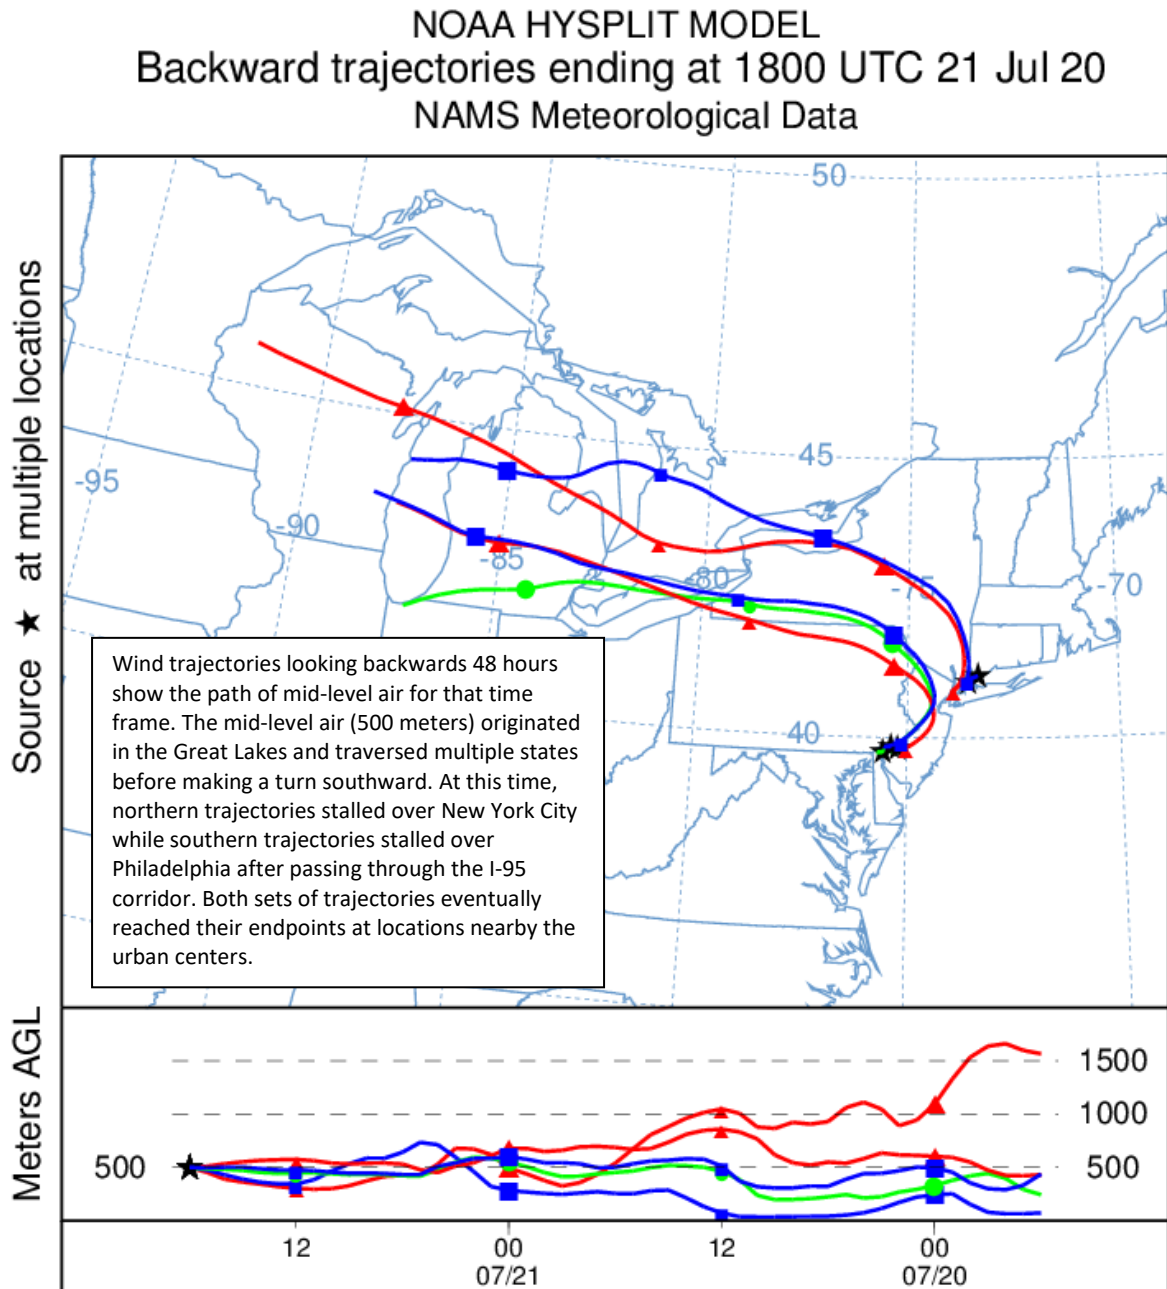 NOAA HYSPLIT MODEL
Backward trajectories ending at 1800 UTC 21 Jul 20
NAMS Meteorological Data
Source ★ at multiple locations
50
45
-95
-90
-85
-80
-75
-70
40
Wind trajectories looking backwards 48 hours
show the path of mid-level air for that time
frame. The mid-level air (500 meters) originated
in the Great Lakes and traversed multiple states
before making a turn southward. At this time,
northern trajectories stalled over New York City
while southern trajectories stalled over
Philadelphia after passing through the I-95
corridor. Both sets of trajectories eventually
reached their endpoints at locations nearby the
urban centers.
Meters AGL
1500
1000
500
500
12
00
12
00
07/21
07/20